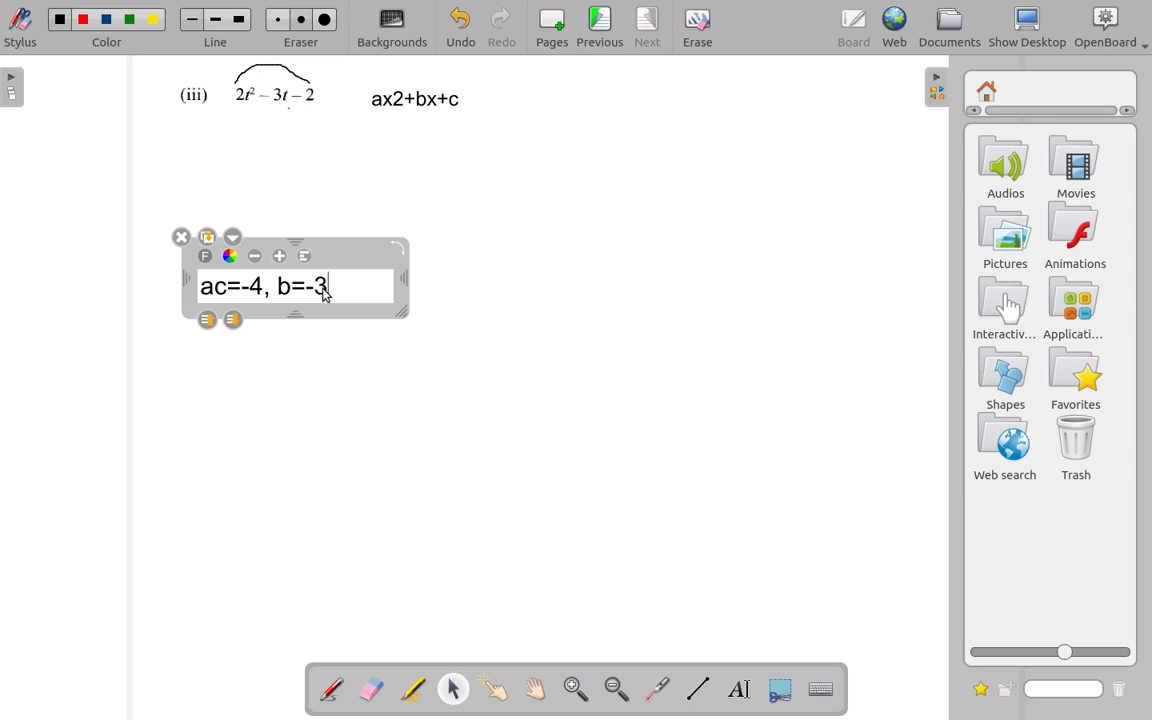 Stylus Color Line Eraser Backgrounds Undo Redo Pages Previous Next Erase Board Web Documents Show Desktop OpenBoard
(iii) 2t² – 3t – 2 ax2+bx+c
F
ac=-4, b=-3
Audios Movies
Pictures Animations
Interactiv... Applicati...
Shapes Favorites
Web search Trash